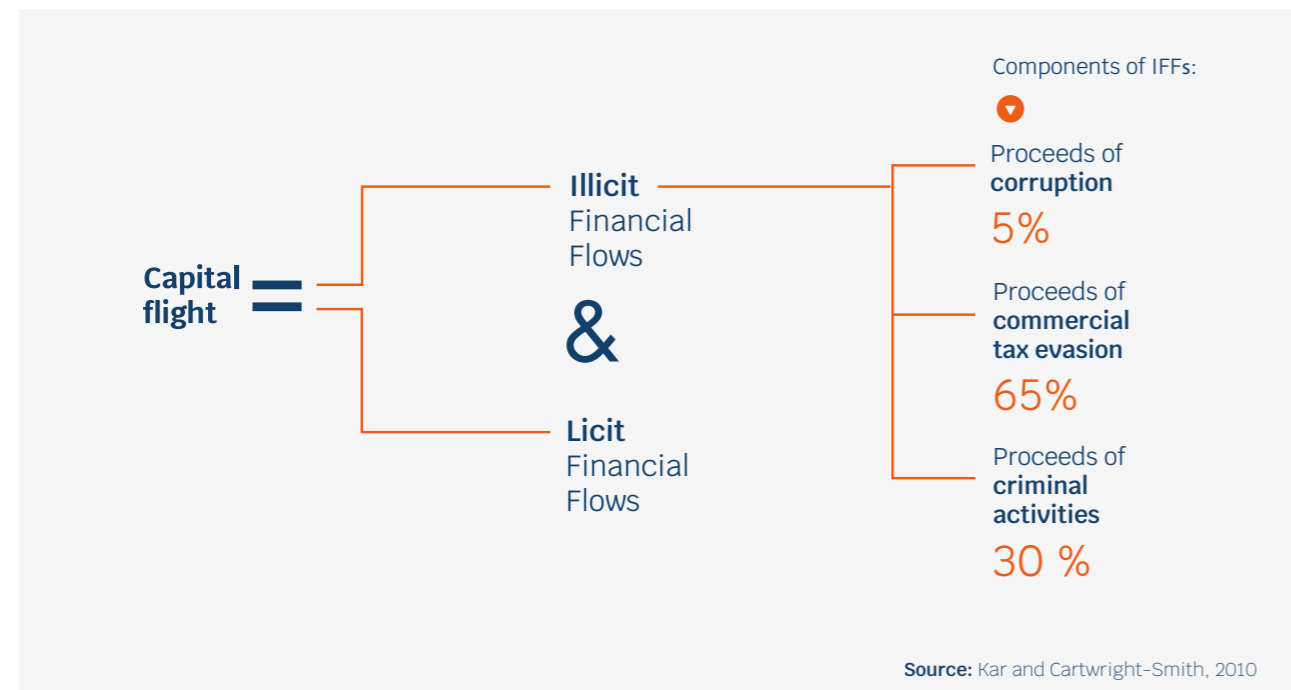 Components of IFFs:
Proceeds of
corruption
5%
Illicit
Financial
Flows
Capital
flight
=
&
Proceeds of
commercial
tax evasion
65%
Licit
Financial
Flows
Proceeds of
criminal
activities
30 %
Source: Kar and Cartwright-Smith, 2010